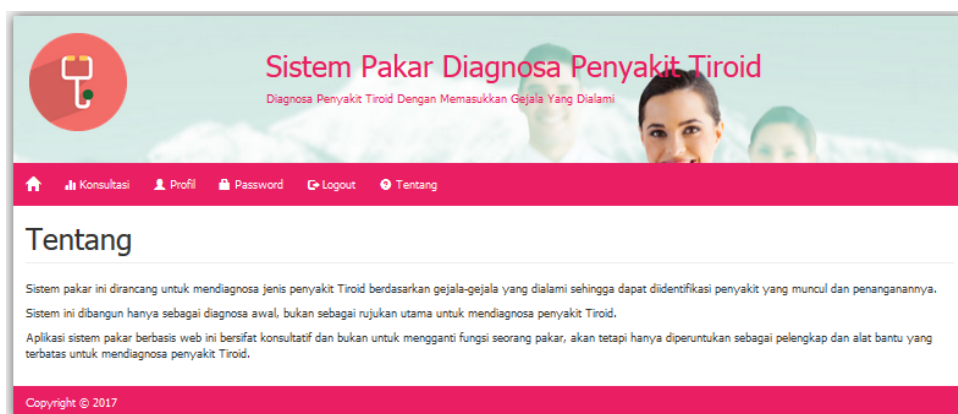 Sistem Pakar Diagnosa Penyakit Tiroid
Diagnosa Penyakit Tiroid Dengan Memasukkan Gejala Yang Dialami
Konsultasi Profil Password Logout Tentang
Tentang
Sistem pakar ini dirancang untuk mendiagnosa jenis penyakit Tiroid berdasarkan gejala-gejala yang dialami sehingga dapat diidentifikasi penyakit yang muncul dan penanganannya.
Sistem ini dibangun hanya sebagai diagnosa awal, bukan sebagai rujukan utama untuk mendiagnosa penyakit Tiroid.
Aplikasi sistem pakar berbasis web ini bersifat konsultatif dan bukan untuk mengganti fungsi seorang pakar, akan tetapi hanya diperuntukan sebagai pelengkap dan alat bantu yang
terbatas untuk mendiagnosa penyakit Tiroid.
Copyright © 2017